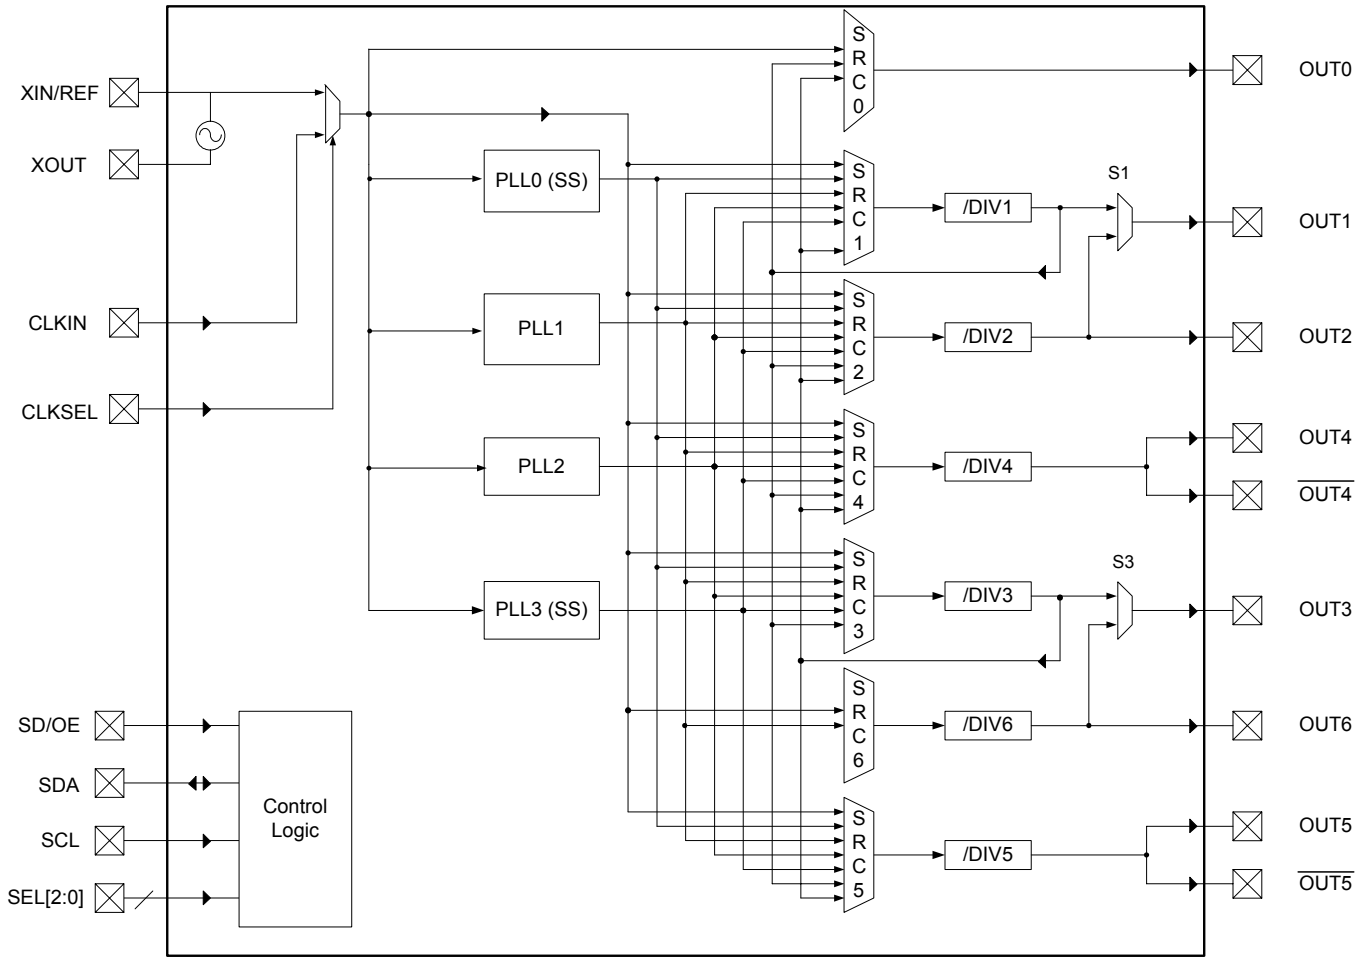 S
R
C
0
OUT0
XIN/REF
XOUT
PLL0 (SS)
S
R
C
1
/DIV1
S1
OUT1
CLKIN
PLL1
S
R
C
2
/DIV2
OUT2
CLKSEL
PLL2
S
R
C
4
/DIV4
OUT4
OUT4
PLL3 (SS)
S
R
C
3
/DIV3
S3
OUT3
SD/OE
SDA
SCL
SEL[2:0]
Control
Logic
S
R
C
6
/DIV6
OUT6
S
R
C
5
/DIV5
OUT5
OUT5